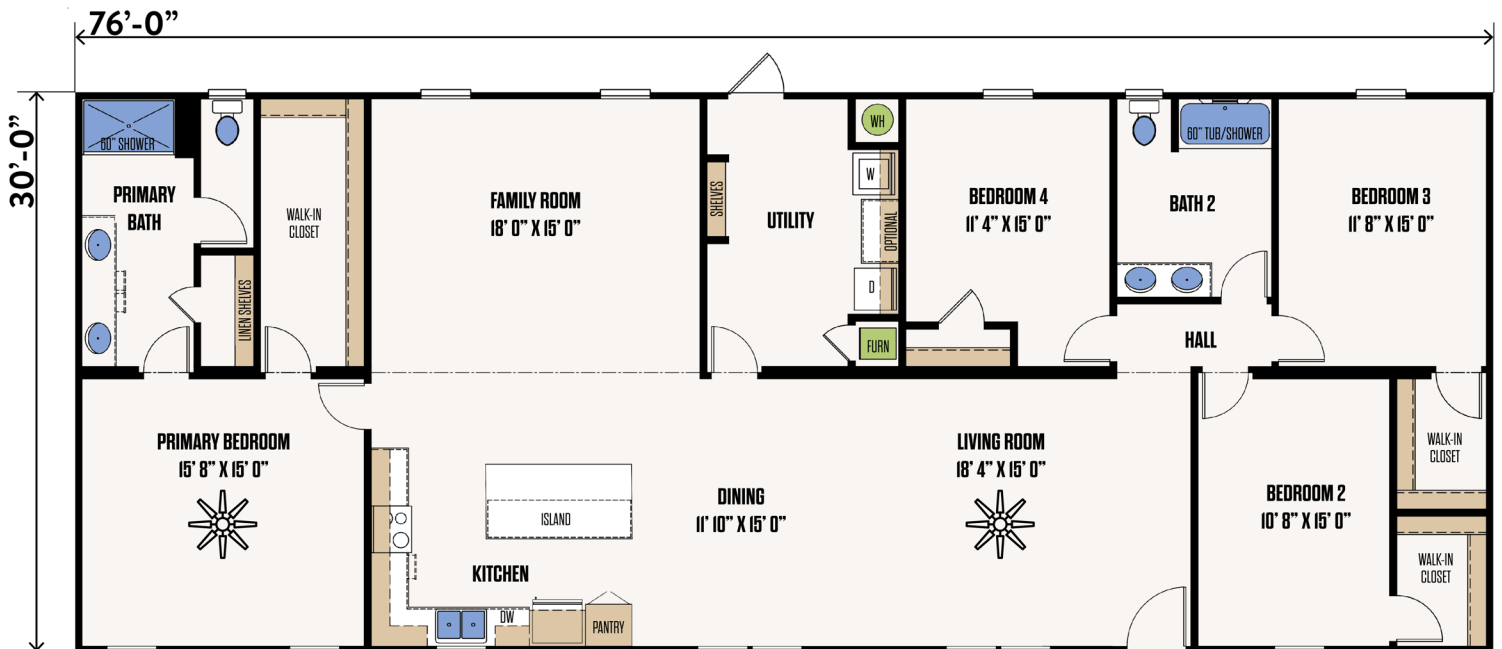 76’-0”
30’-0”
60” SHOWER
PRIMARY
BATH
LINEN SHELVES
WALK-IN
CLOSET
FAMILY ROOM
18’ 0” X 15’ 0”
SHELVES
UTILITY
WH
W
OPTIONAL
D
FURN
BEDROOM 4
11’ 4” X 15’ 0”
60” TUB/SHOWER
BATH 2
HALL
BEDROOM 3
11’ 8” X 15’ 0”
PRIMARY BEDROOM
15’ 8” X 15’ 0”
ISLAND
KITCHEN
DW
PANTRY
DINING
11’ 10” X 15’ 0”
LIVING ROOM
18’ 4” X 15’ 0”
BEDROOM 2
10’ 8” X 15’ 0”
WALK-IN
CLOSET
WALK-IN
CLOSET